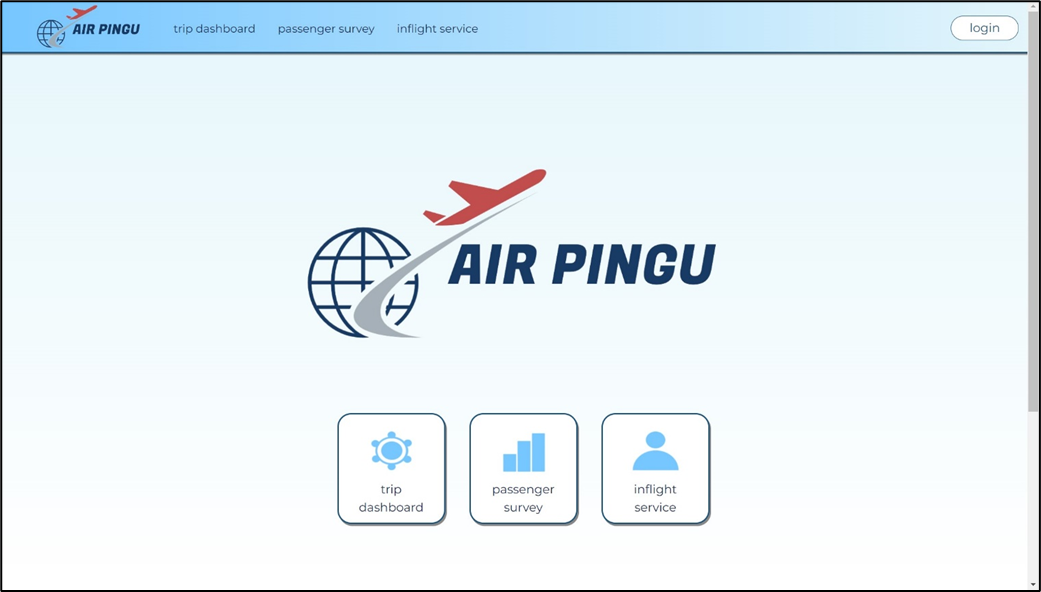 AIR PINGU
trip dashboard
passenger survey
inflight service
login
AIR PINGU
trip
dashboard
passenger
survey
inflight
service